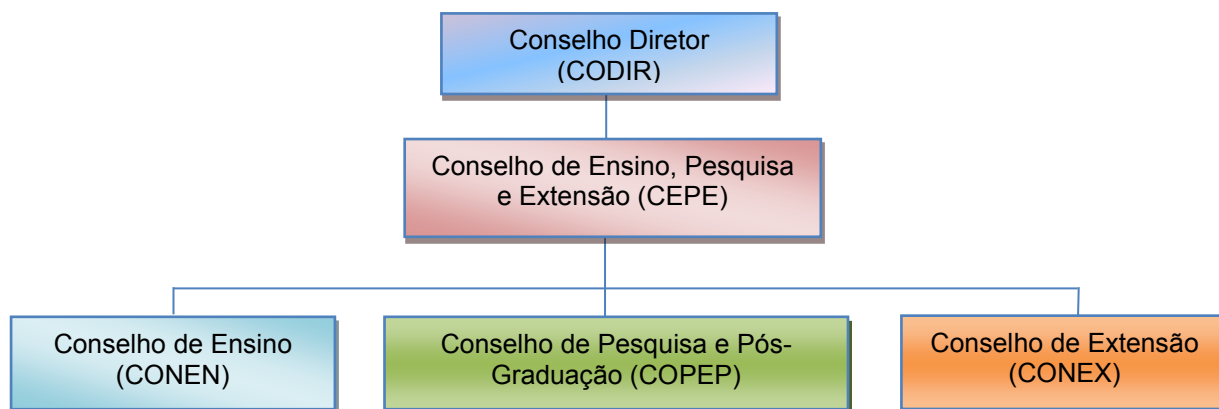 Conselho Diretor
(CODIR)
Conselho de Ensino, Pesquisa
e Extensão (CEPE)
Conselho de Ensino
(CONEN)
Conselho de Pesquisa e Pós-
Graduação (COPEP)
Conselho de Extensão
(CONEX)